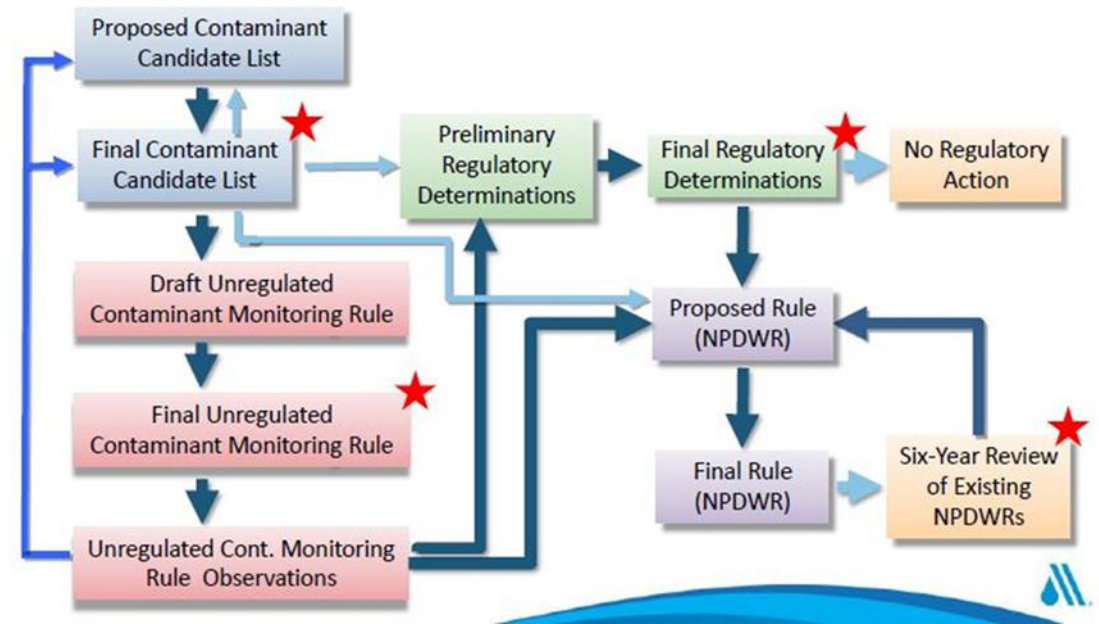 Proposed Contaminant
Candidate List
Final Contaminant
Candidate List
Preliminary
Regulatory
Determinations
Final Regulatory
Determinations
No Regulatory
Action
Draft Unregulated
Contaminant Monitoring Rule
Proposed Rule
(NPDWR)
Final Unregulated
Contaminant Monitoring Rule
Final Rule
(NPDWR)
Six-Year Review
of Existing
NPDWRs
Unregulated Cont. Monitoring
Rule Observations